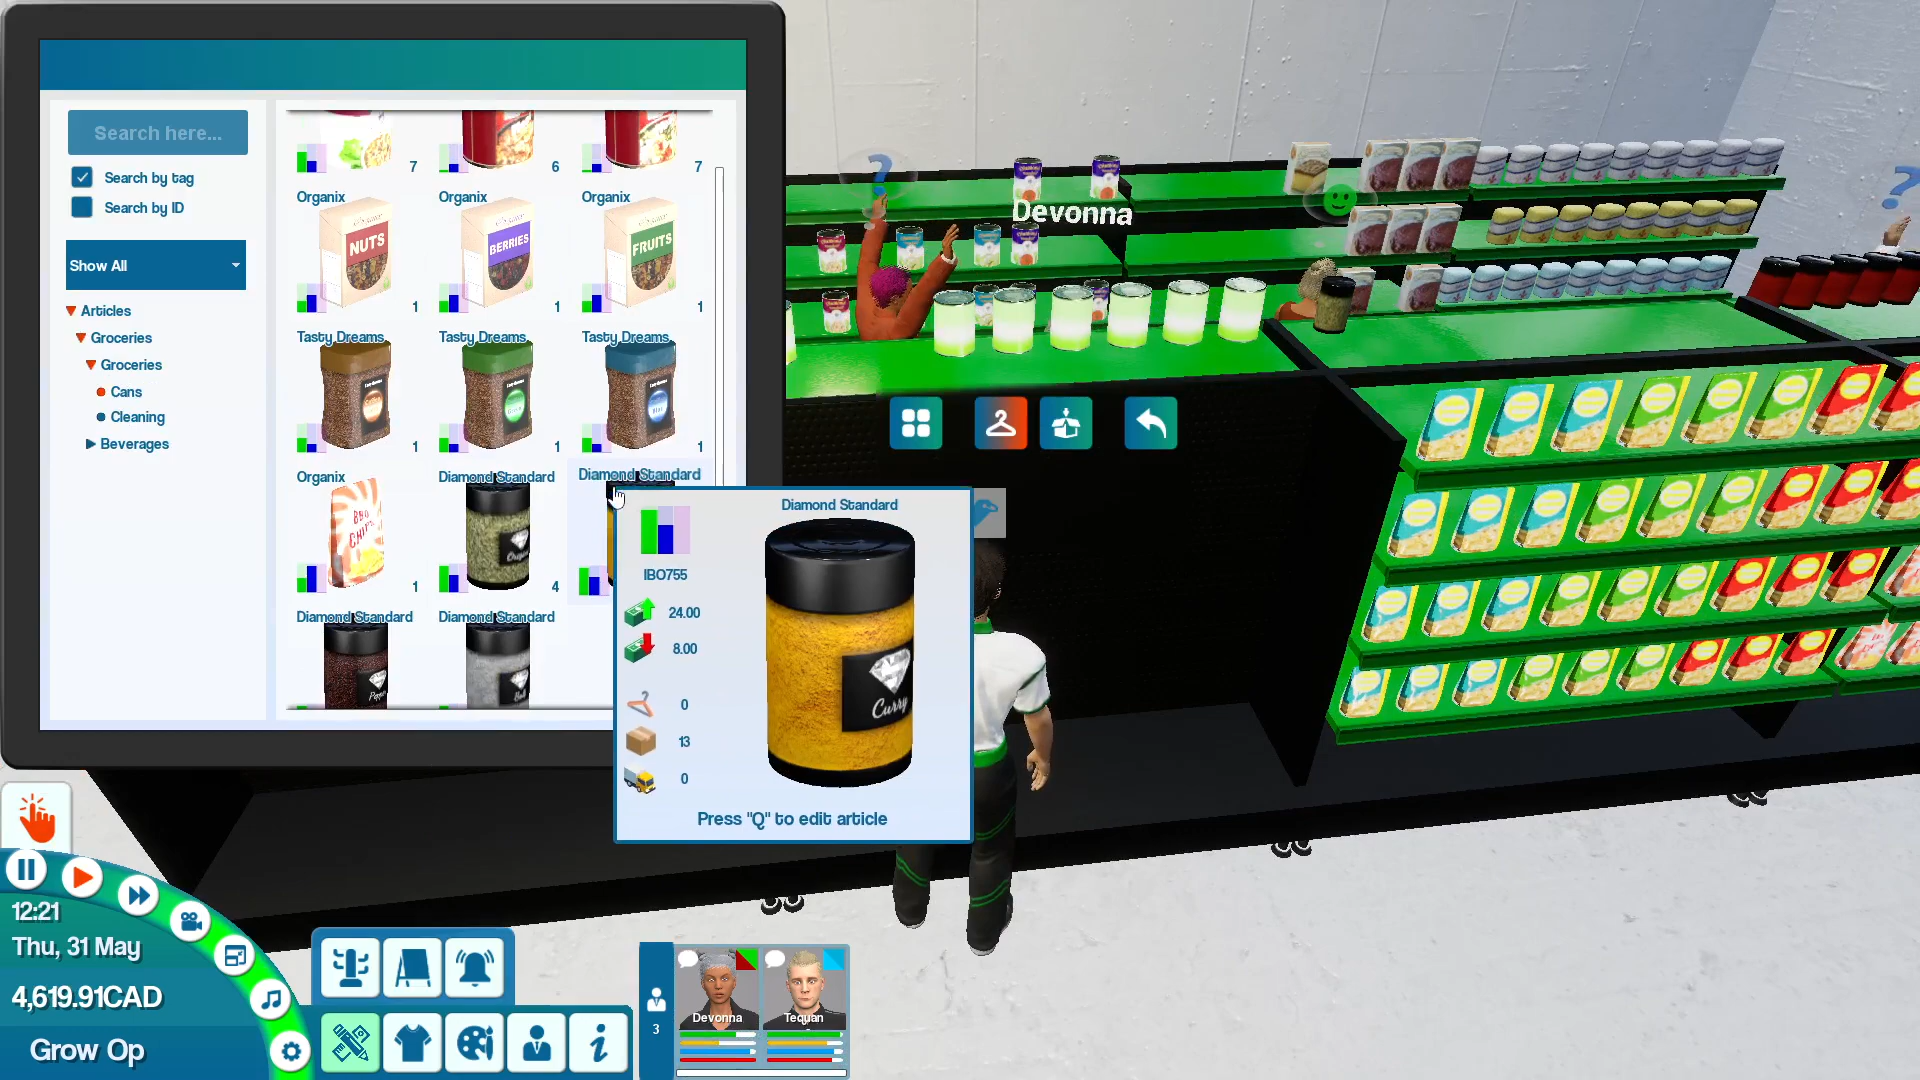 Search here...
Search by tag
Search by ID
Show All
Articles
Groceries
Groceries
Cans
Cleaning
Beverages
7
6
7
Organix
Organix
Organix
NUTS
BERRIES
FRUITS
1
1
1
Tasty Dreams
Tasty Dreams
Tasty Dreams
1
1
1
Organix
Diamond Standard
Diamond Standard
BBQ
CHIPS
1
4
Diamond Standard
Diamond Standard
Diamond Standard
IBO755
24.00
8.00
0
13
0
Curry
Press "Q" to edit article
Devonna
12:21
Thu, 31 May
4,619.91CAD
Grow Op
3
Devonna
Tequan